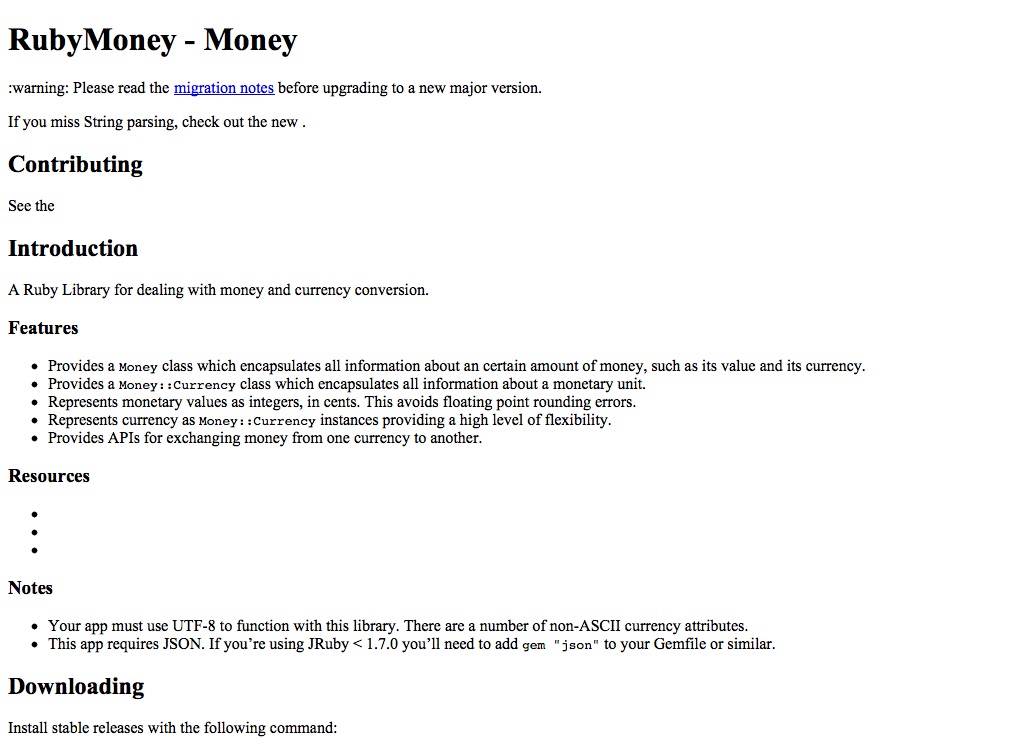 RubyMoney - Money
:warning: Please read the migration notes before upgrading to a new major version.
If you miss String parsing, check out the new .
Contributing
See the
Introduction
A Ruby Library for dealing with money and currency conversion.
Features
• Provides a Money class which encapsulates all information about an certain amount of money, such as its value and its currency.
• Provides a Money::Currency class which encapsulates all information about a monetary unit.
• Represents monetary values as integers, in cents. This avoids floating point rounding errors.
• Represents currency as Money::Currency instances providing a high level of flexibility.
• Provides APIs for exchanging money from one currency to another.
Resources
•
•
•
Notes
• Your app must use UTF-8 to function with this library. There are a number of non-ASCII currency attributes.
• This app requires JSON. If you’re using JRuby < 1.7.0 you’ll need to add gem "json" to your Gemfile or similar.
Downloading
Install stable releases with the following command: